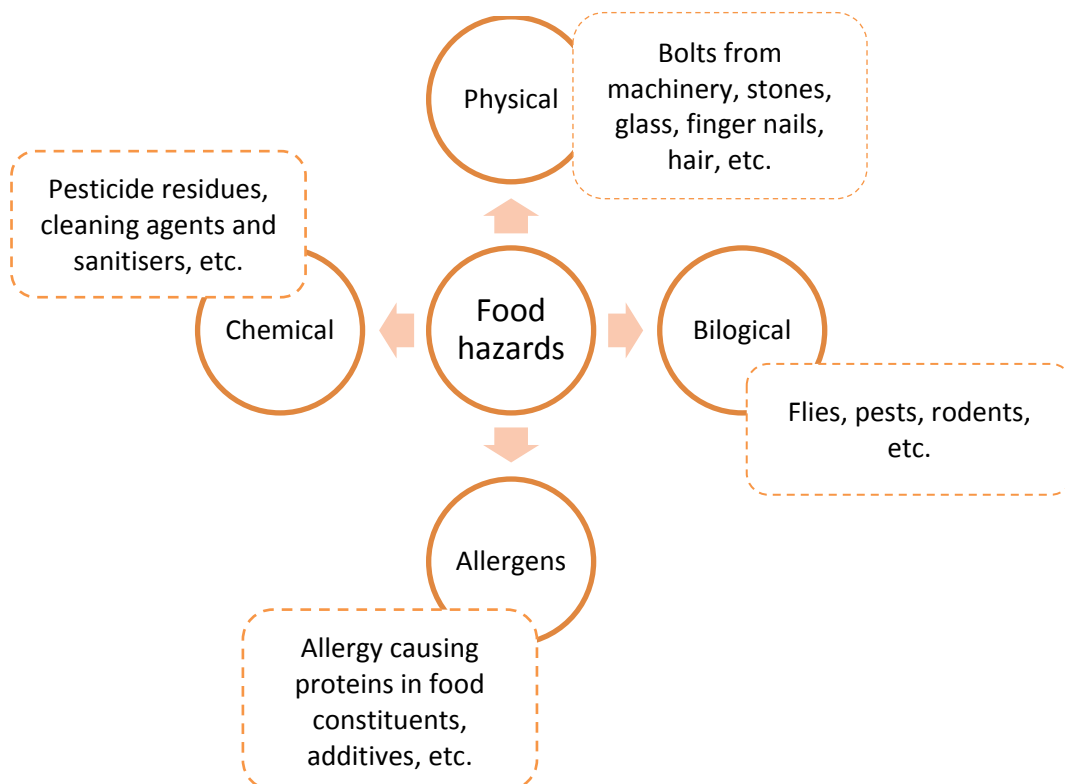 Physical
Bolts from
machinery, stones,
glass, finger nails,
hair, etc.
Pesticide residues,
cleaning agents and
sanitisers, etc.
Chemical
Food
hazards
Bilogical
Flies, pests, rodents,
etc.
Allergens
Allergy causing
proteins in food
constituents,
additives, etc.